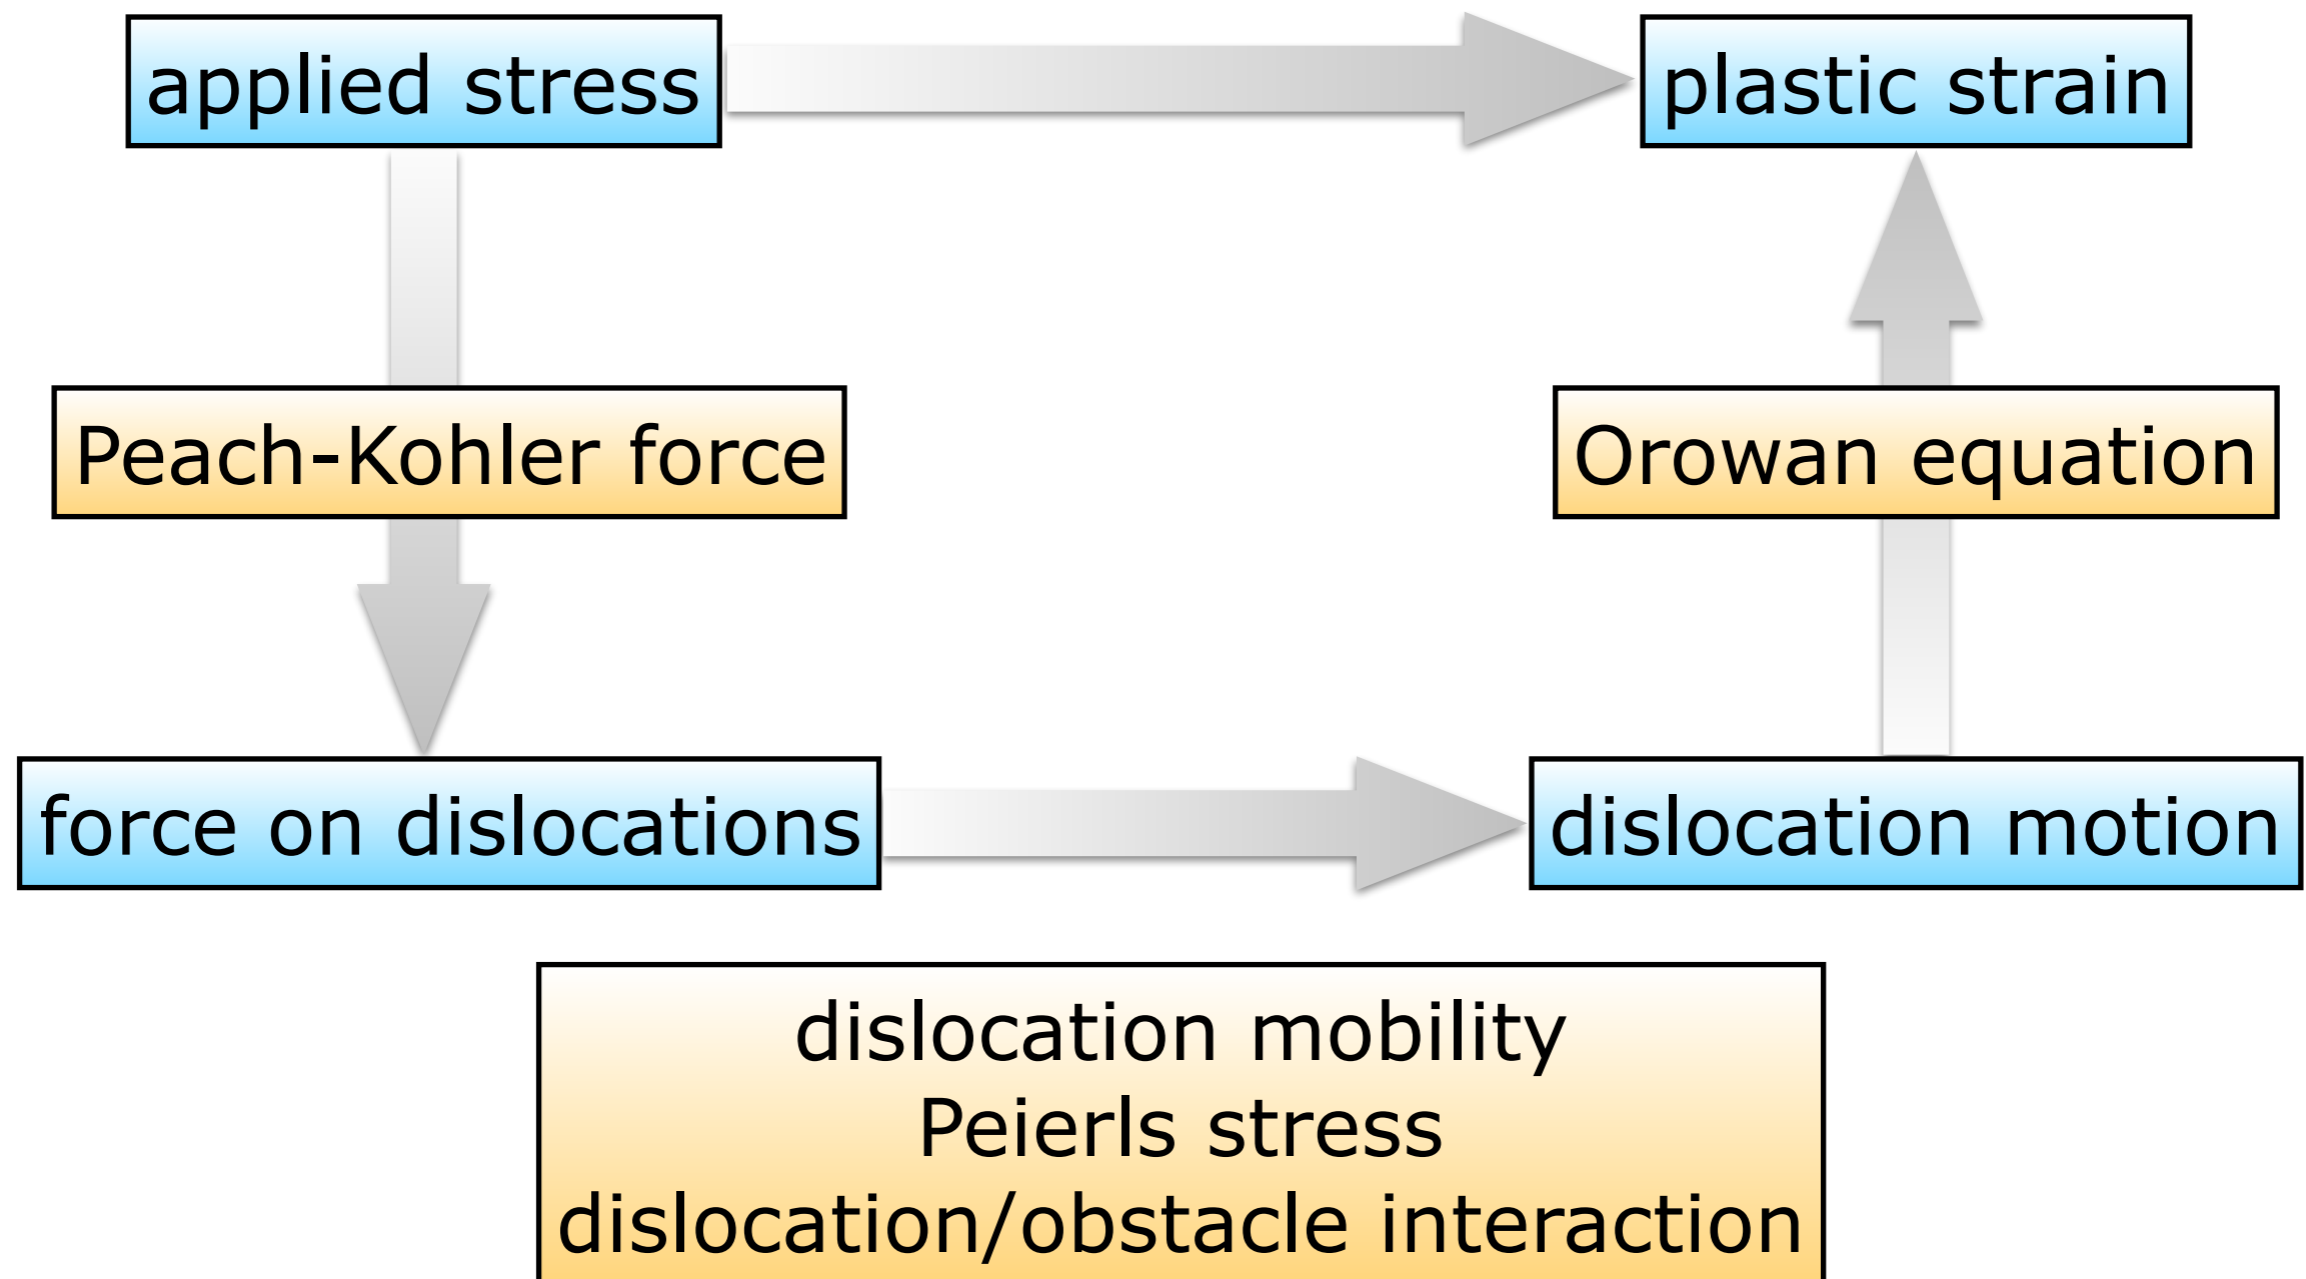 applied stress
plastic strain
Peach-Kohler force
Orowan equation
force on dislocations
dislocation motion
dislocation mobility
Peierls stress
dislocation/obstacle interaction